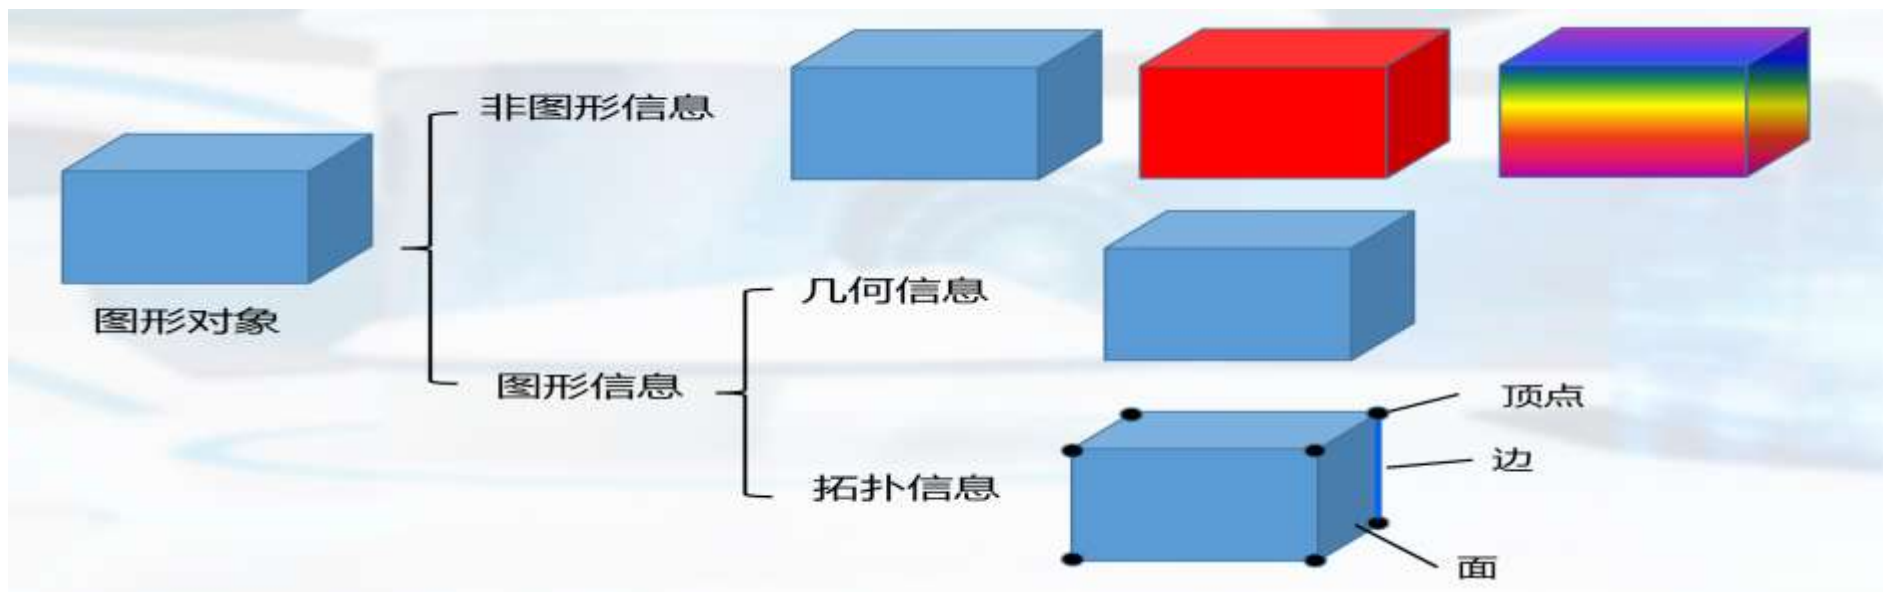 非图形信息
图形对象
几何信息
图形信息
顶点
边
拓扑信息
面